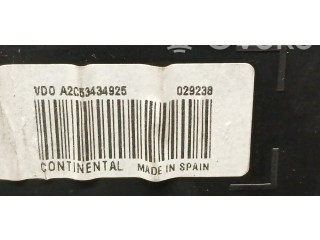 VDO A2C53434925 029238
CONTINENTAL MADE IN SPAIN